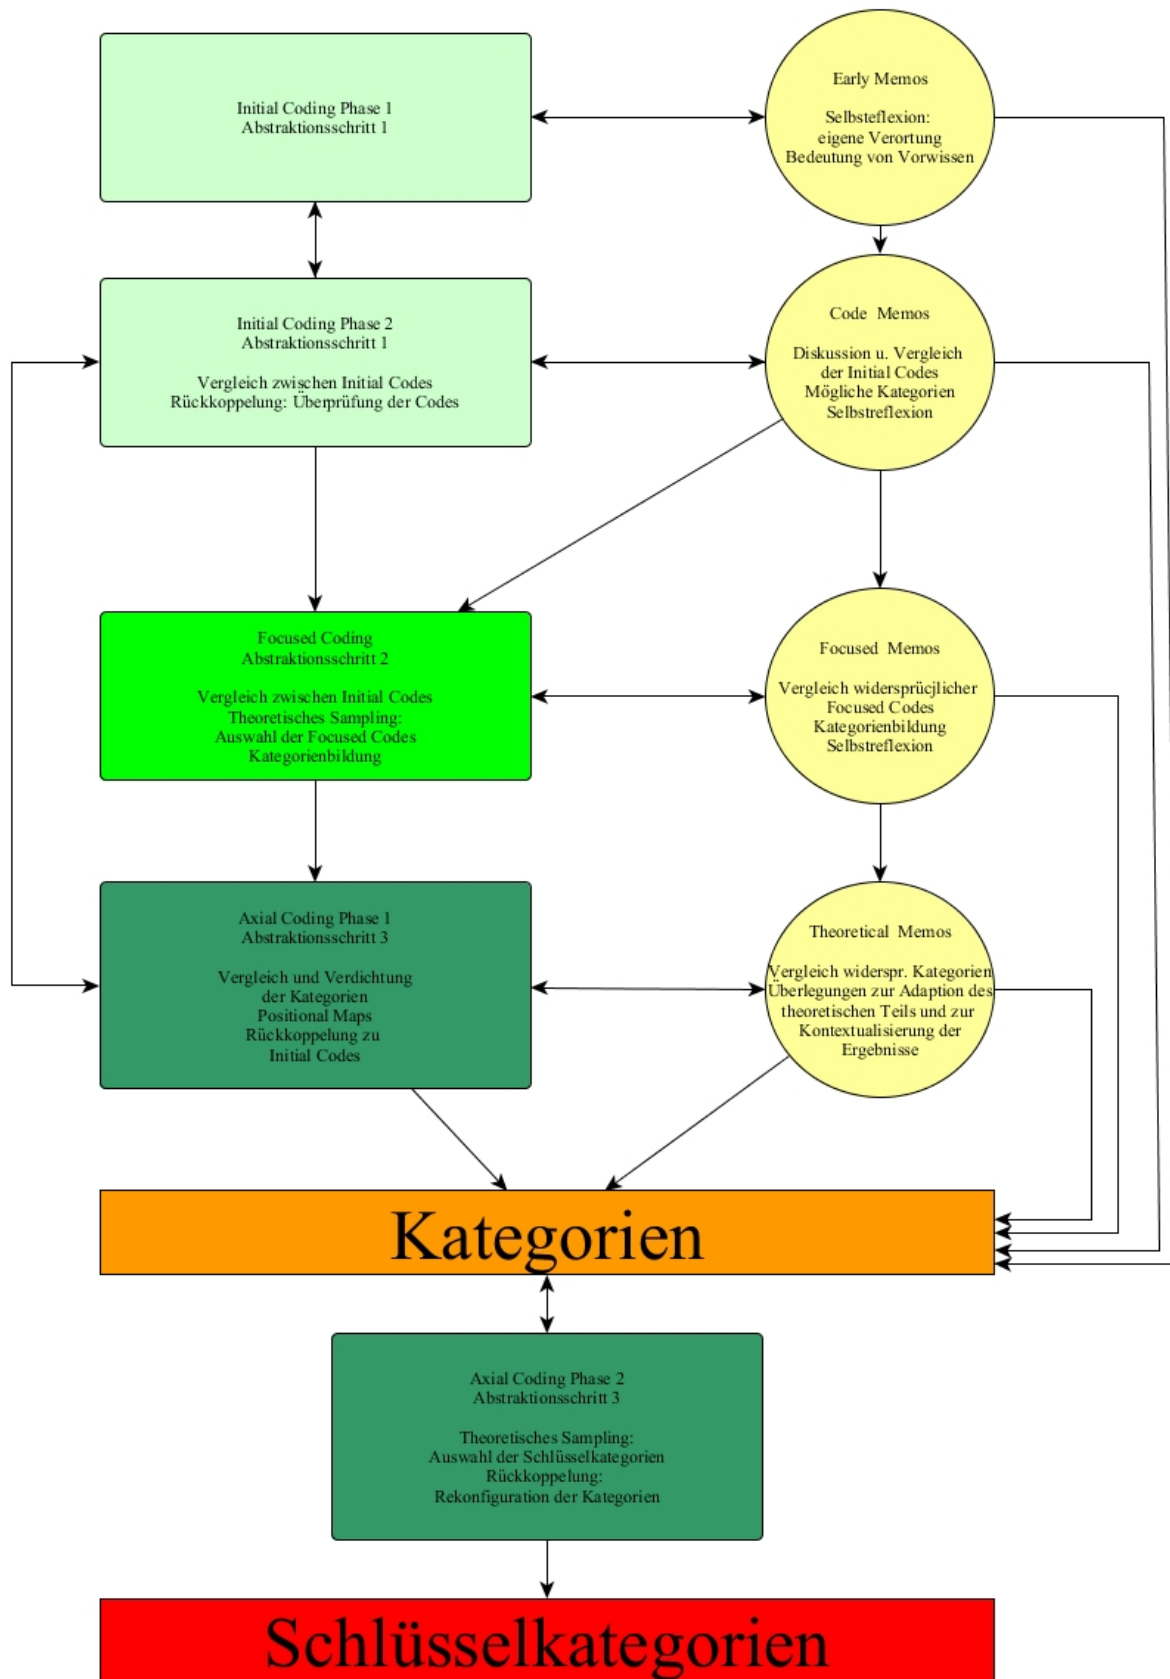 Initial Coding Phase 1
Abstraktionsschritt 1
Early Memos
Selbsteflexion:
eigene Verortung
Bedeutung von Vorwissen
Initial Coding Phase 2
Abstraktionsschritt 1
Vergleich zwischen Initial Codes
Rückkoppelung: Überprüfung der Codes
Code Memos
Diskussion u. Vergleich
der Initial Codes
Mögliche Kategorien
Selbstreflexion
Focused Coding
Abstraktionsschritt 2
Vergleich zwischen Initial Codes
Theoretisches Sampling:
Auswahl der Focused Codes
Kategorienbildung
Focused Memos
Vergleich widersprücjlicher
Focused Codes
Kategorienbildung
Selbstreflexion
Axial Coding Phase 1
Abstraktionsschritt 3
Vergleich und Verdichtung
der Kategorien
Positional Maps
Rückkoppelung zu
Initial Codes
Theoretical Memos
Vergleich widerspr. Kategorien
Überlegungen zur Adaption des
theoretischen Teils und zur
Kontextualisierung der
Ergebnisse
Kategorien
Axial Coding Phase 2
Abstraktionsschritt 3
Theoretisches Sampling:
Auswahl der Schlüsselkategorien
Rückkoppelung:
Rekonfiguration der Kategorien
Schlüsselkategorien